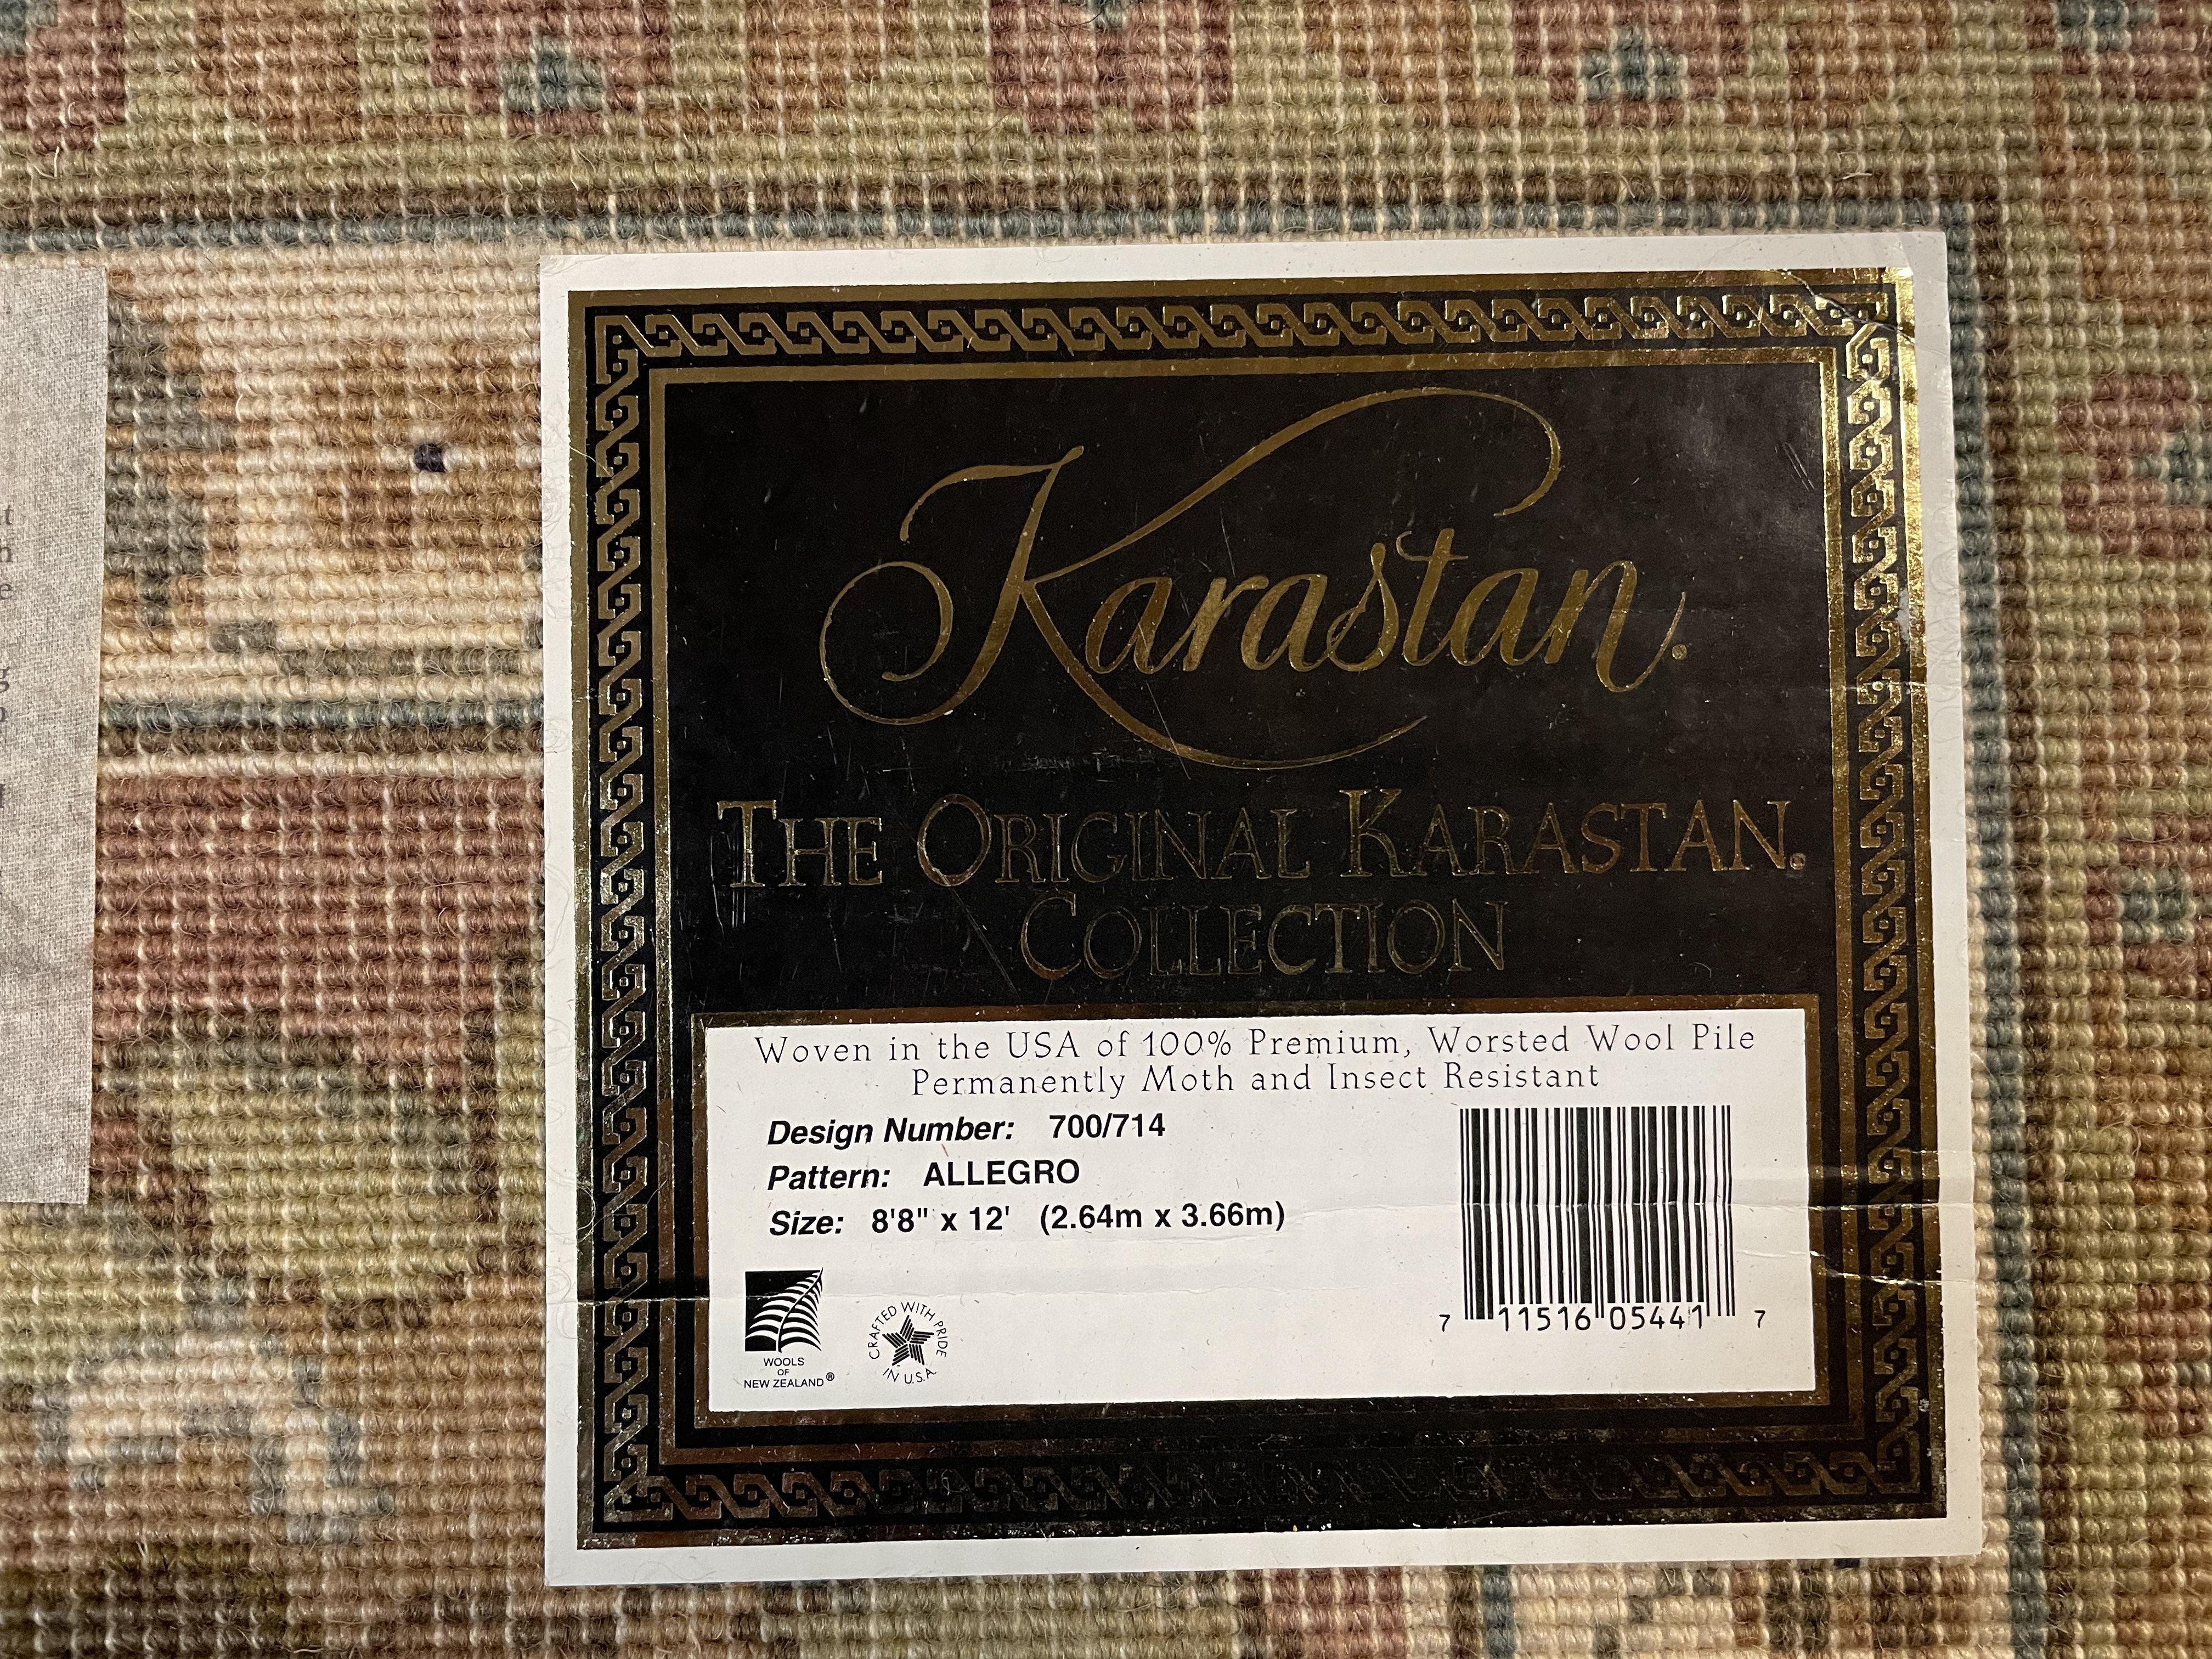 Karastan.
THE ORIGINAL KARASTAN®
COLLECTION
Woven in the USA of 100% Premium, Worsted Wool Pile
Permanently Moth and Insect Resistant
Design Number: 700/714
Pattern: ALLEGRO
Size: 8'8" x 12' (2.64m x 3.66m)
7 11516 05441 7
WOOLS
OF
NEW ZEALAND®
CRAFTED WITH PRIDE
IN U.S.A.